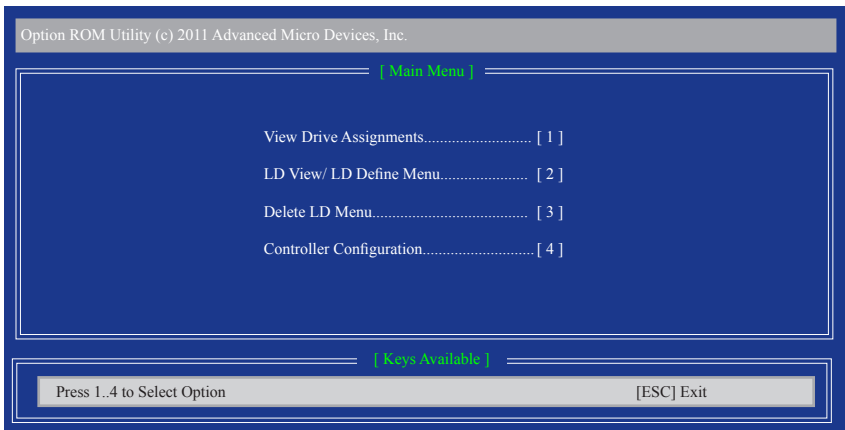 Option ROM Utility (c) 2011 Advanced Micro Devices, Inc.
[ Main Menu ]
View Drive Assignments........................... [ 1 ]
LD View/ LD Define Menu...................... [ 2 ]
Delete LD Menu....................................... [ 3 ]
Controller Configuration............................[ 4 ]
[ Keys Available ]
Press 1..4 to Select Option [ESC] Exit